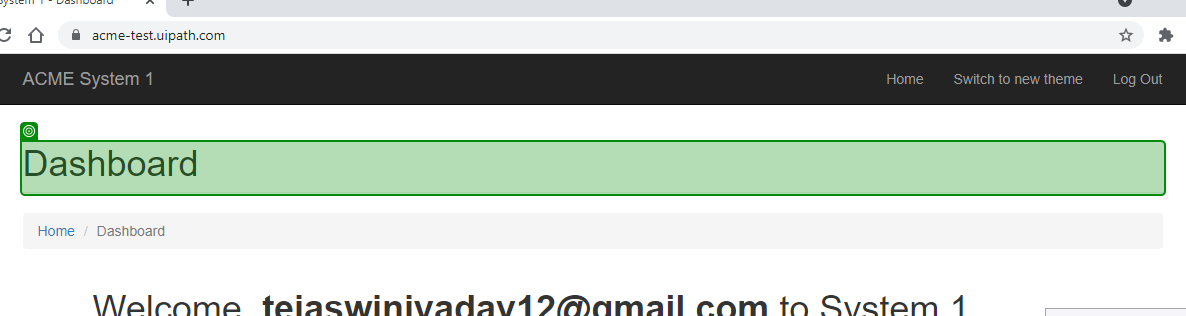 System 1 - Dashboard
acme-test.uipath.com
ACME System 1 Home Switch to new theme Log Out
Dashboard
Home / Dashboard
Welcome, tejaswiniyadav12@gmail.com to System 1